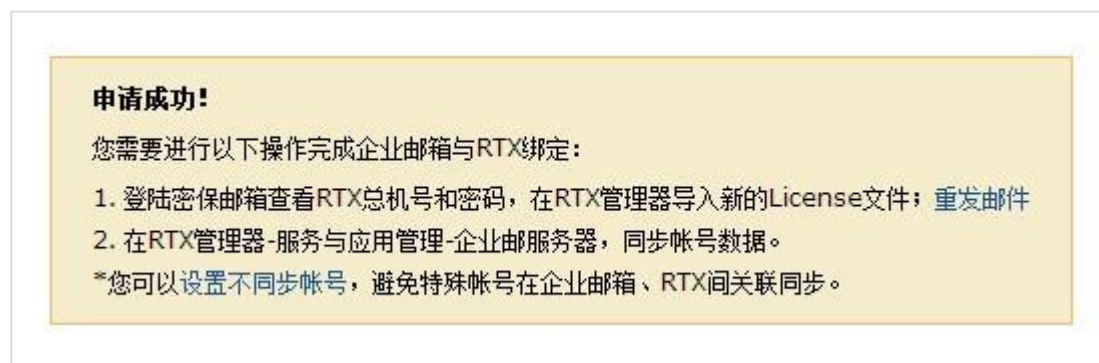 申请成功!
您需要进行以下操作完成企业邮箱与RTX绑定：
1. 登陆密保邮箱查看RTX总机号和密码，在RTX管理器导入新的License文件；重发邮件
2. 在RTX管理器-服务与应用管理-企业邮服务器，同步帐号数据。
*您可以设置不同步帐号，避免特殊帐号在企业邮箱、RTX间关联同步。